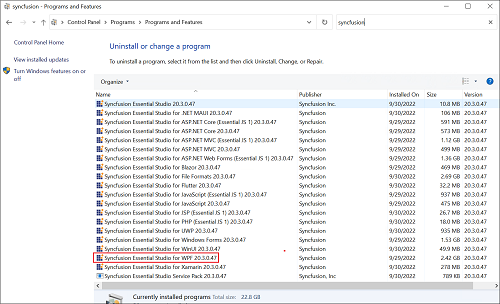 syncfusion - Programs and Features
Control Panel > Programs > Programs and Features
syncfusion
Control Panel Home
View installed updates
Turn Windows features on or off
Uninstall or change a program
To uninstall a program, select it from the list and then click Uninstall, Change, or Repair.
Organize
Name Publisher Installed On Size Version
Syncfusion Essential Studio 20.3.0.47 Syncfusion Inc. 9/30/2022 10.8 MB 20.3.0.47
Syncfusion Essential Studio for .NET MAUI 20.3.0.47 Syncfusion 9/30/2022 106 MB 20.3.0.47
Syncfusion Essential Studio for ASP.NET Core (Essential JS 1) 20.3.0.47 Syncfusion 9/29/2022 591 MB 20.3.0.47
Syncfusion Essential Studio for ASP.NET Core 20.3.0.47 Syncfusion 9/29/2022 573 MB 20.3.0.47
Syncfusion Essential Studio for ASP.NET MVC (Essential JS 1) 20.3.0.47 Syncfusion 9/29/2022 1.12 GB 20.3.0.47
Syncfusion Essential Studio for ASP.NET MVC 20.3.0.47 Syncfusion 9/29/2022 499 MB 20.3.0.47
Syncfusion Essential Studio for ASP.NET Web Forms (Essential JS 1) 20.3.0.47 Syncfusion 9/29/2022 1.36 GB 20.3.0.47
Syncfusion Essential Studio for Blazor 20.3.0.47 Syncfusion 9/29/2022 469 MB 20.3.0.47
Syncfusion Essential Studio for File Formats 20.3.0.47 Syncfusion 9/30/2022 2.69 GB 20.3.0.47
Syncfusion Essential Studio for Flutter 20.3.0.47 Syncfusion 9/30/2022 32.2 MB 20.3.0.47
Syncfusion Essential Studio for JavaScript (Essential JS 1) 20.3.0.47 Syncfusion 9/29/2022 937 MB 20.3.0.47
Syncfusion Essential Studio for JavaScript 20.3.0.47 Syncfusion 9/29/2022 475 MB 20.3.0.47
Syncfusion Essential Studio for JSP (Essential JS 1) 20.3.0.47 Syncfusion 9/30/2022 26.7 MB 20.3.0.47
Syncfusion Essential Studio for PHP (Essential JS 1) 20.3.0.47 Syncfusion 9/30/2022 18.0 MB 20.3.0.47
Syncfusion Essential Studio for UWP 20.3.0.47 Syncfusion 9/30/2022 935 MB 20.3.0.47
Syncfusion Essential Studio for Windows Forms 20.3.0.47 Syncfusion 9/29/2022 1.53 GB 20.3.0.47
Syncfusion Essential Studio for WinUI 20.3.0.47 Syncfusion 9/30/2022 49.9 MB 20.3.0.47
Syncfusion Essential Studio for WPF 20.3.0.47 Syncfusion 9/29/2022 2.42 GB 20.3.0.47
Syncfusion Essential Studio for Xamarin 20.3.0.47 Syncfusion 9/30/2022 278 MB 20.3.0.47
Syncfusion Essential Studio Service Pack 20.3.0.47 Syncfusion, Inc 9/30/2022 789 KB 20.3.0.47
Currently installed programs Total size: 22.8 GB